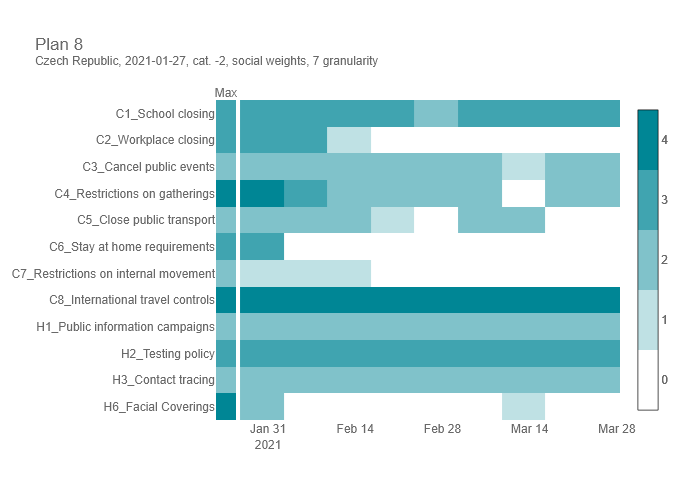 Plan 8
Czech Republic, 2021-01-27, cat. -2, social weights, 7 granularity
Max
C1_School closing
C2_Workplace closing
C3_Cancel public events
C4_Restrictions on gatherings
C5_Close public transport
C6_Stay at home requirements
C7_Restrictions on internal movement
C8_International travel controls
H1_Public information campaigns
H2_Testing policy
H3_Contact tracing
H6_Facial Coverings
4
3
2
1
0
Jan 31 Feb 14 Feb 28 Mar 14 Mar 28
2021